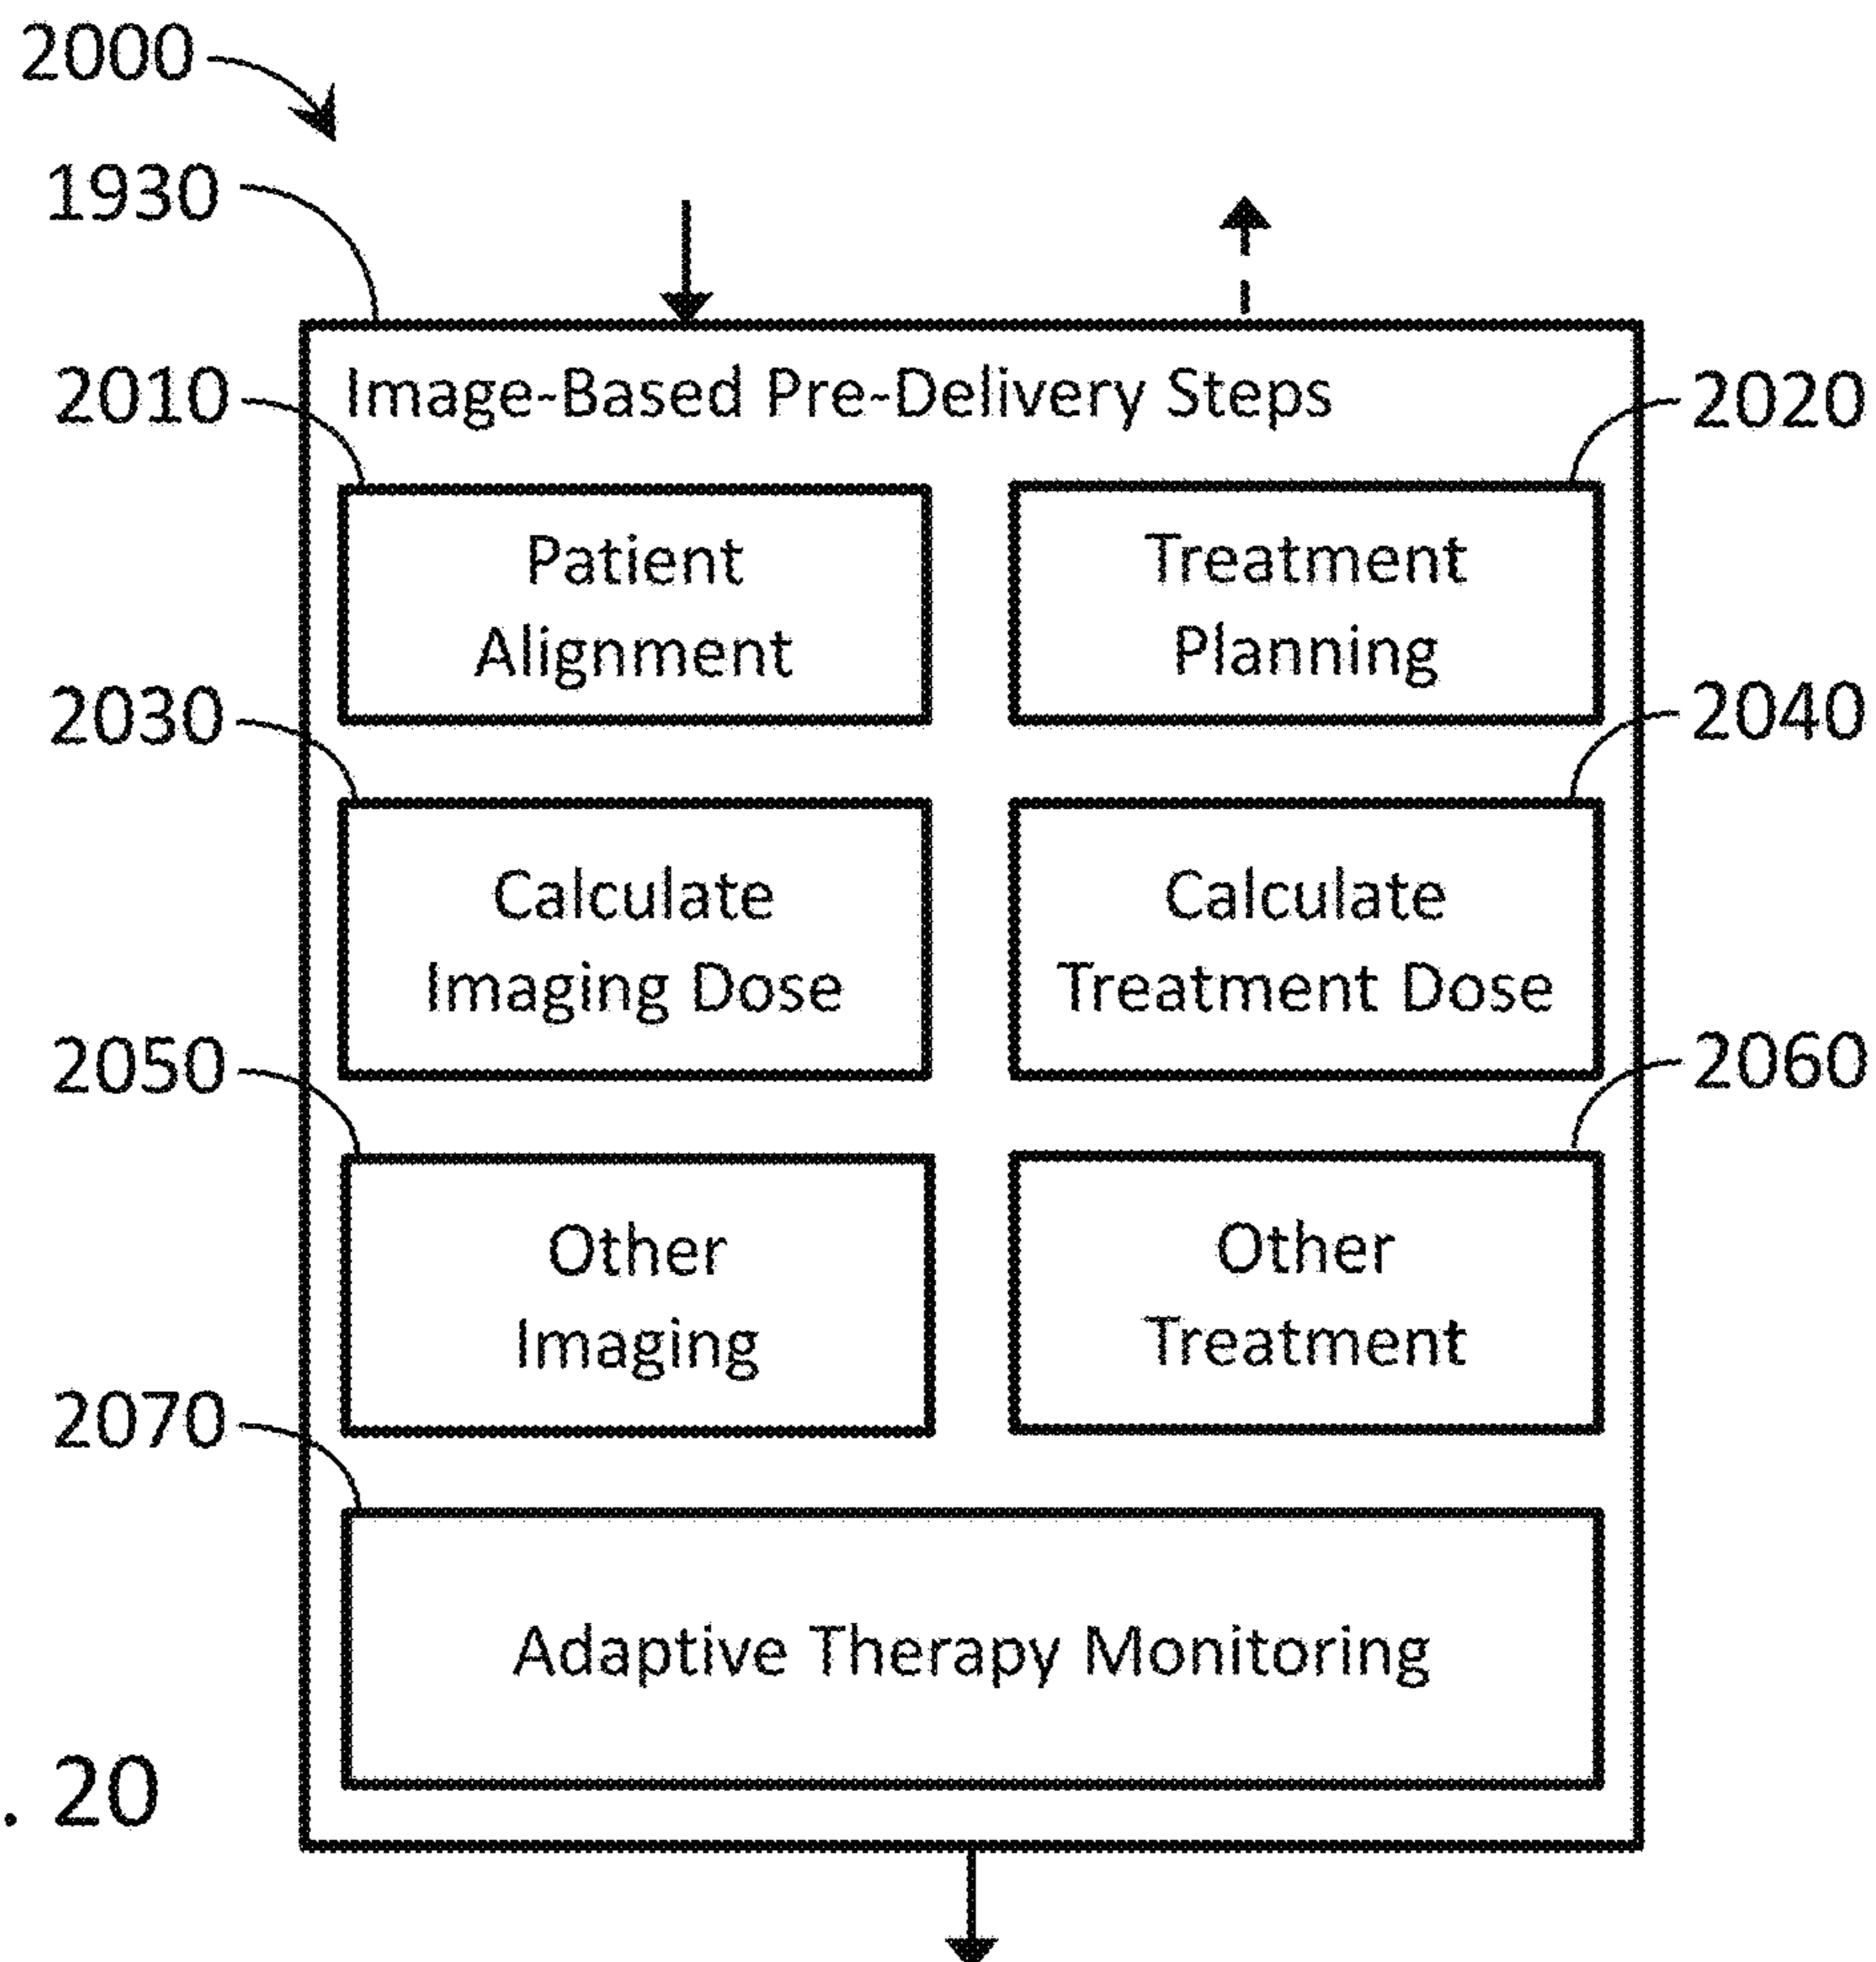 2000
1930
2010
Image-Based Pre-Delivery Steps
2020
Patient
Alignment
Treatment
Planning
2030
2040
Calculate
Imaging Dose
Calculate
Treatment Dose
2050
2060
Other
Imaging
Other
Treatment
2070
Adaptive Therapy Monitoring
. 20